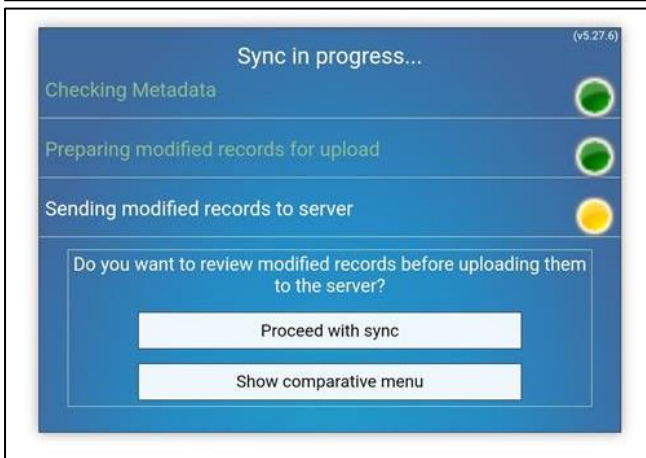 (v5.27.6)
Sync in progress...
Checking Metadata
Preparing modified records for upload
Sending modified records to server
Do you want to review modified records before uploading them
to the server?
Proceed with sync
Show comparative menu